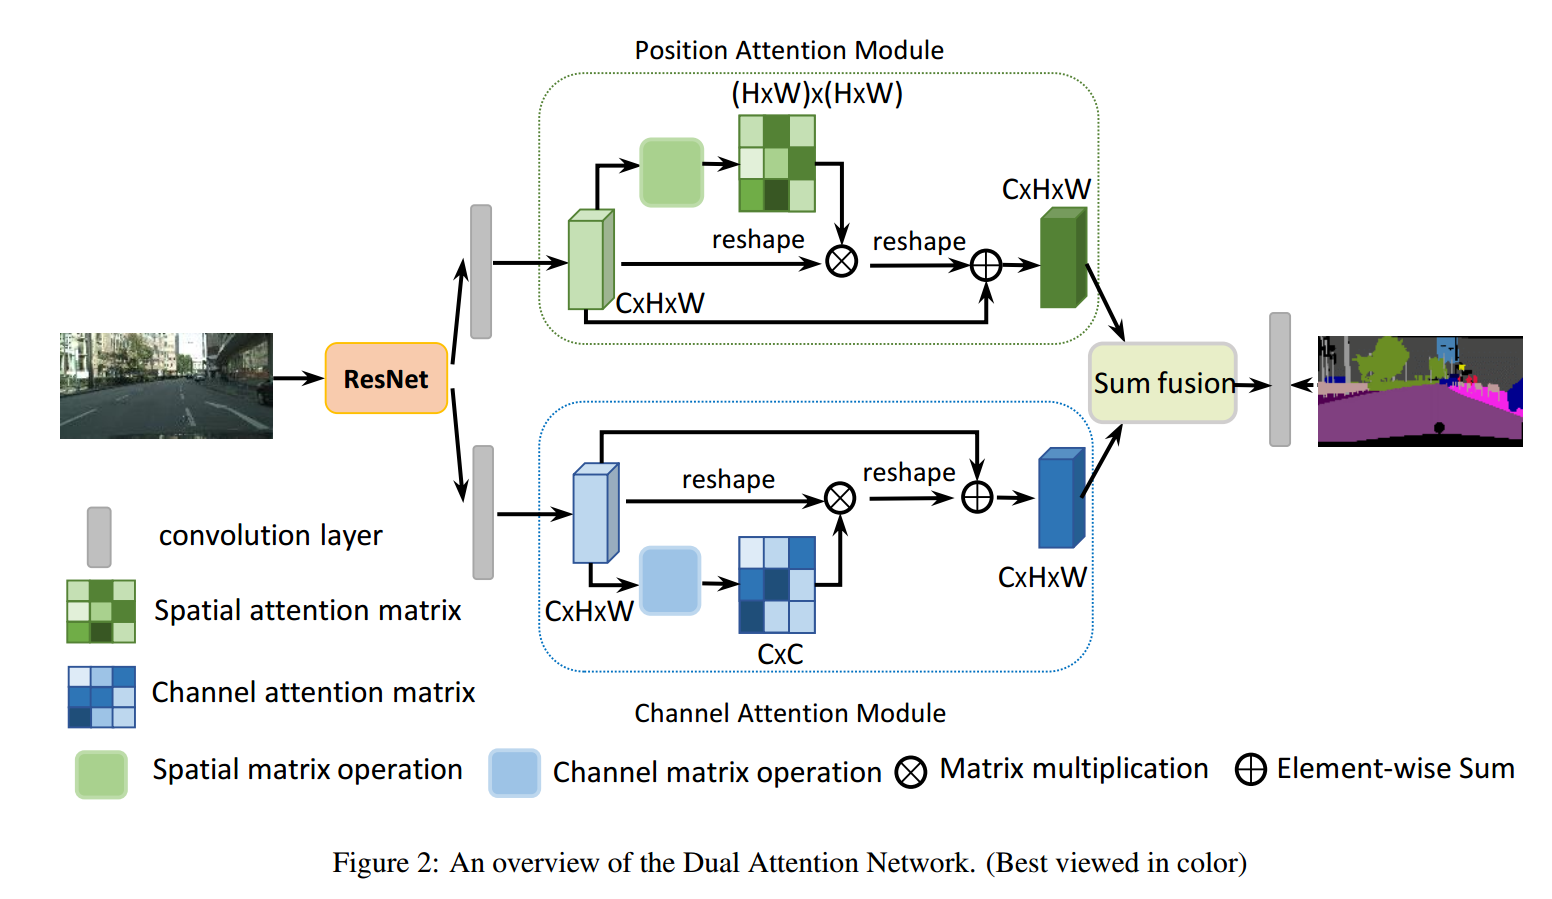 Position Attention Module
(HxW)x(HxW)
CxHxW
reshape
reshape
CxHxW
ResNet
Sum fusion
reshape
reshape
CxHxW
CxHxW
CxC
Channel Attention Module
convolution layer
Spatial attention matrix
Channel attention matrix
Spatial matrix operation
Channel matrix operation
Matrix multiplication
Element-wise Sum
Figure 2: An overview of the Dual Attention Network. (Best viewed in color)